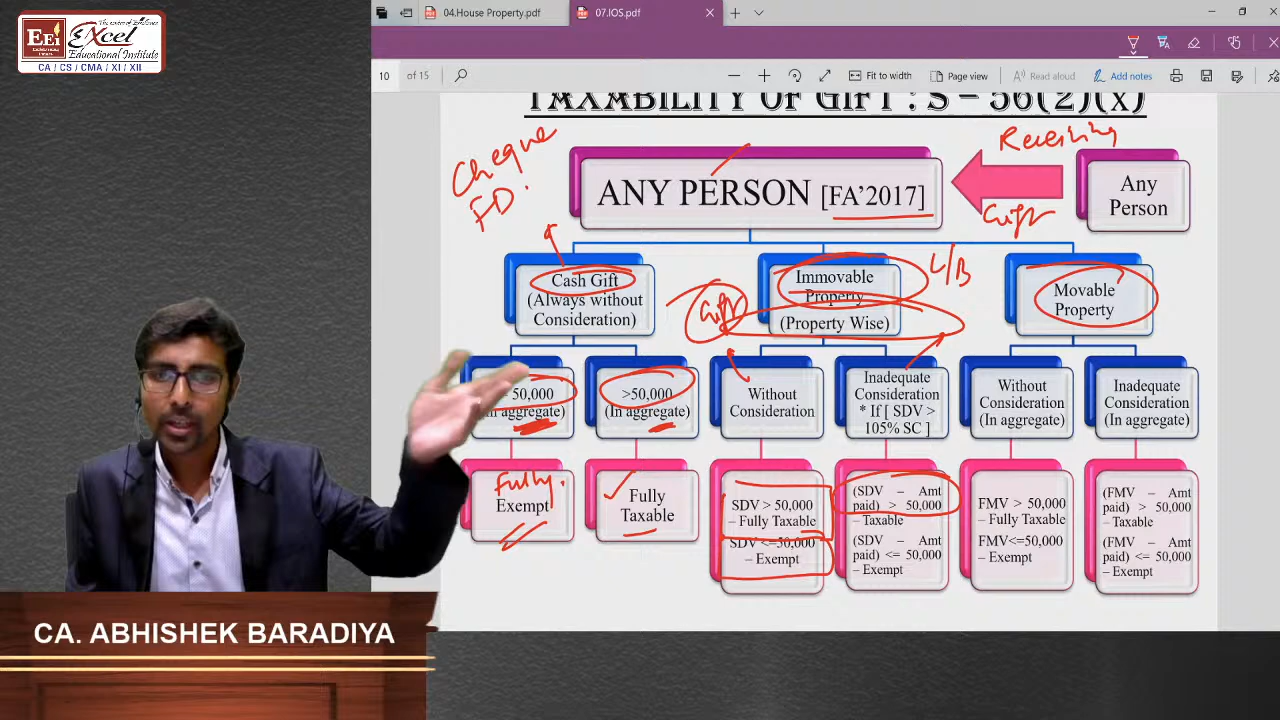 The centre of Excellence
EEi
Excel
Educational Institute
CA / CS / CMA / XI / XII
04.House Property.pdf
07.IOS.pdf
10 of 15
Fit to width
Page view
Read aloud
Add notes
TAXABILITY OF GIFT : S – 56(2)(x)
Cheque
FD.
Receiving
ANY PERSON [FA'2017]
Any
Person
Gift
L/B
Cash Gift
(Always without
Consideration)
Gift
Immovable
Property
(Property Wise)
Movable
Property
50,000
(In aggregate)
>50,000
(In aggregate)
Without
Consideration
Inadequate
Consideration
* If [ SDV >
105% SC ]
Without
Consideration
(In aggregate)
Inadequate
Consideration
(In aggregate)
Fully.
Exempt
Fully
Taxable
SDV > 50,000
– Fully Taxable
SDV <=50,000
– Exempt
(SDV – Amt
paid) > 50,000
– Taxable
(SDV – Amt
paid) <= 50,000
– Exempt
FMV > 50,000
– Fully Taxable
FMV<=50,000
– Exempt
(FMV – Amt
paid) > 50,000
– Taxable
(FMV – Amt
paid) <= 50,000
– Exempt
CA. ABHISHEK BARADIYA